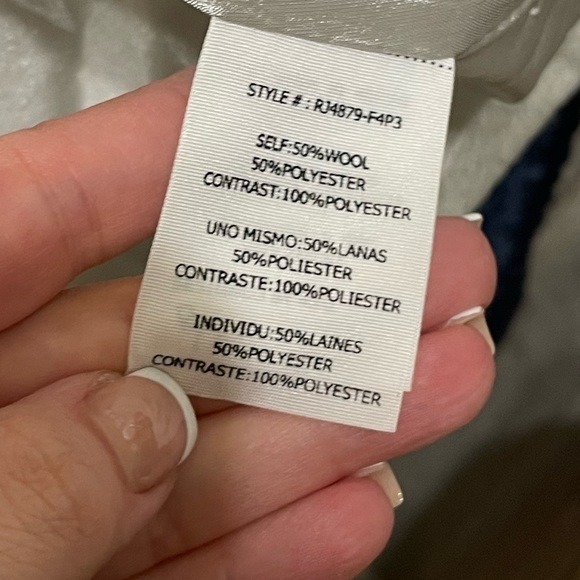 STYLE # : RJ4879-F4P3
SELF:50%WOOL
50%POLYESTER
CONTRAST:100%POLYESTER
UNO MISMO:50%LANAS
50%POLIESTER
CONTRASTE:100%POLIESTER
INDIVIDU:50%LAINES
50%POLYESTER
CONTRASTE:100%POLYESTER